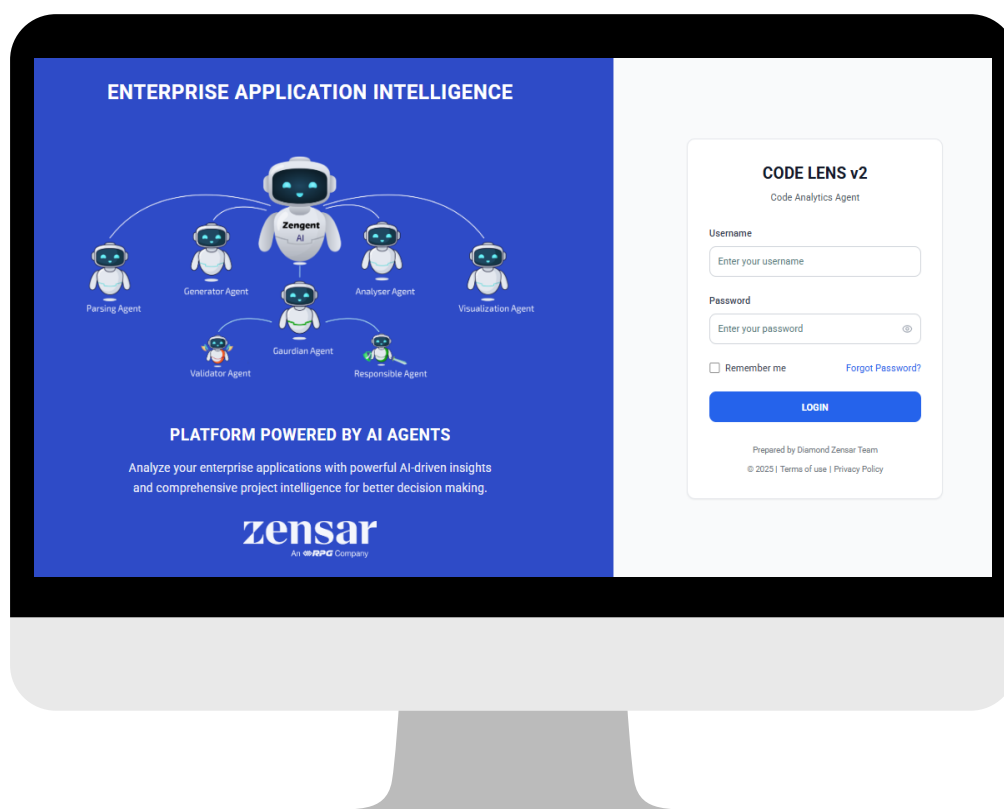 ENTERPRISE APPLICATION INTELLIGENCE
Zengent
AI
Parsing Agent
Generator Agent
Analyser Agent
Visualization Agent
Gaurdian Agent
Validator Agent
Responsible Agent
PLATFORM POWERED BY AI AGENTS
Analyze your enterprise applications with powerful AI-driven insights
and comprehensive project intelligence for better decision making.
zensar
An RPG Company
CODE LENS v2
Code Analytics Agent
Username
Enter your username
Password
Enter your password
Remember me
Forgot Password?
LOGIN
Prepared by Diamond Zensar Team
© 2025 | Terms of use | Privacy Policy